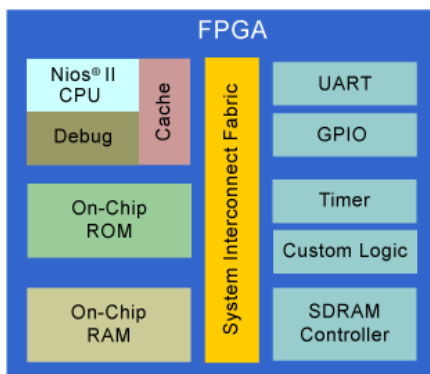 FPGA
Nios® II
CPU
Debug
Cache
On-Chip
ROM
On-Chip
RAM
System Interconnect Fabric
UART
GPIO
Timer
Custom Logic
SDRAM
Controller